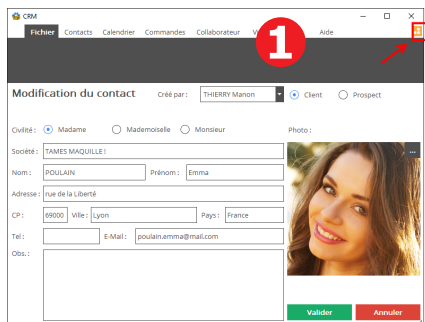 CRM
Fichier Contacts Calendrier Commandes Collaborateur V Aide
1
Modification du contact Créé par : THIERRY Manon Client Prospect
Civilité : Madame Mademoiselle Monsieur Photo :
Société : TAMES MAQUILLE !
Nom : POULAIN Prénom : Emma
Adresse : rue de la Liberté
CP : 69000 Ville : Lyon Pays : France
Tel : E-Mail : poulain.emma@mail.com
Obs. :
Valider Annuler